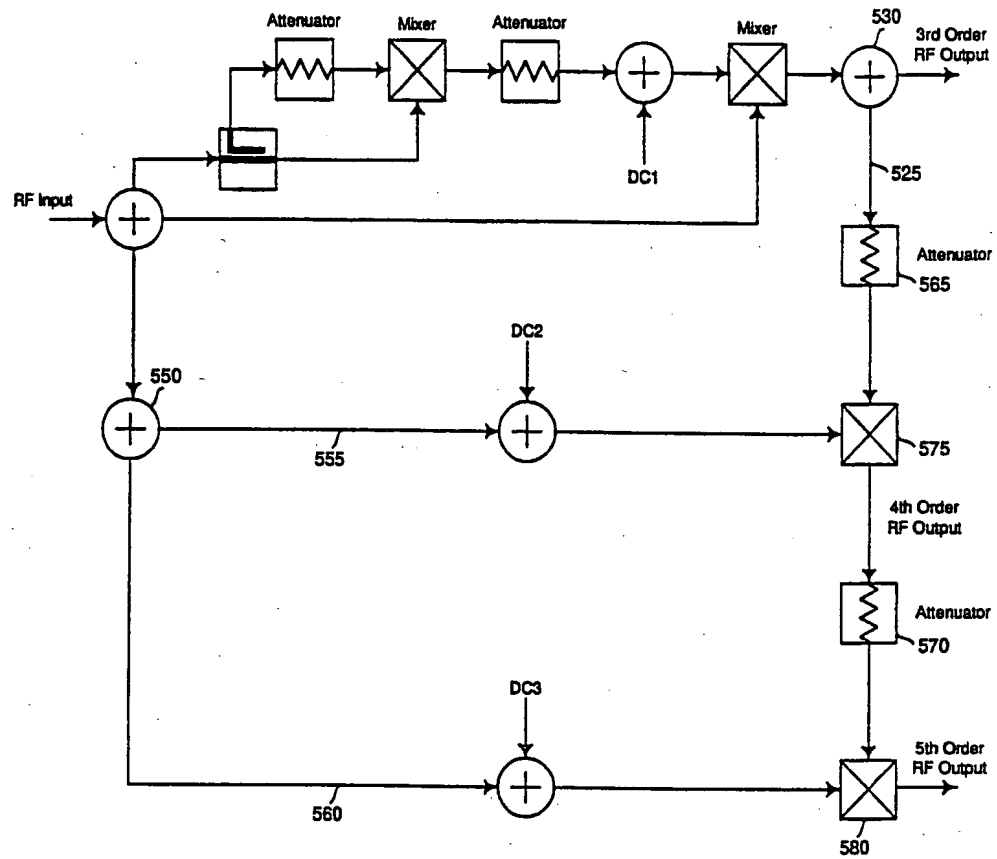 530
3rd Order
RF Output
Attenuator
Mixer
Attenuator
Mixer
DC1
525
RF Input
Attenuator
565
DC2
550
555
575
4th Order
RF Output
Attenuator
570
DC3
560
5th Order
RF Output
580